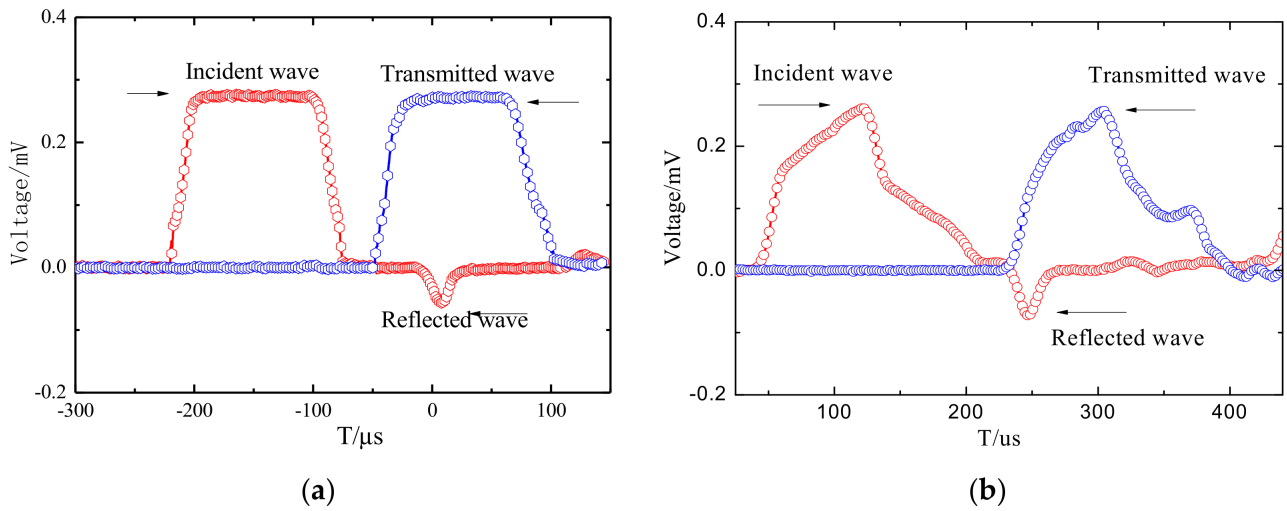 0.4
0.2
0.0
-0.2
Voltage/mV
Incident wave
Transmitted wave
Reflected wave
-300
-200
-100
0
100
T/μs
(a)
0.4
0.2
0.0
-0.2
Voltage/mV
Incident wave
Transmitted wave
Reflected wave
100
200
300
400
T/us
(b)